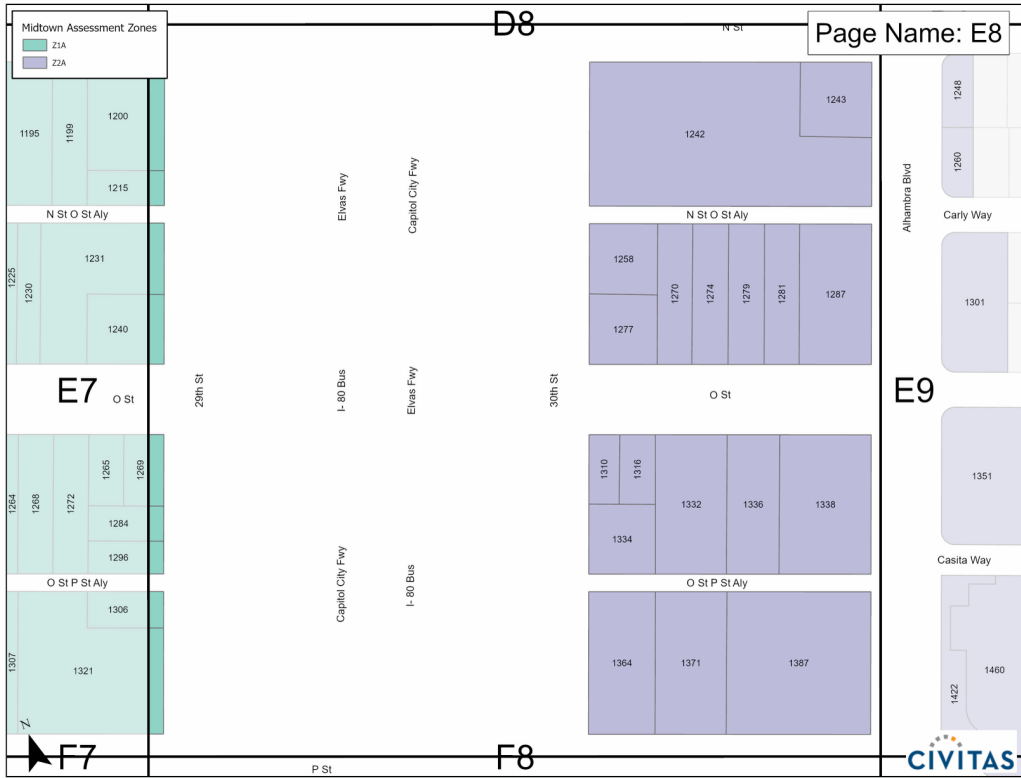 D8
N St
Page Name: E8
Midtown Assessment Zones
Z1A
Z2A
1195
1199
1200
1215
1242
1243
1248
1260
Elvas Fwy
Capitol City Fwy
Alhambra Blvd
N St O St Aly
N St O St Aly
Carly Way
1225
1230
1231
1240
1258
1277
1270
1274
1279
1281
1287
1301
E7
O St
29th St
I- 80 Bus
Elvas Fwy
30th St
O St
E9
1264
1268
1272
1265
1269
1284
1296
1310
1316
1334
1332
1336
1338
1351
Capitol City Fwy
I- 80 Bus
O St P St Aly
O St P St Aly
Casita Way
1306
1307
1321
1364
1371
1387
1422
1460
N
F7
F8
P St
CIVITAS